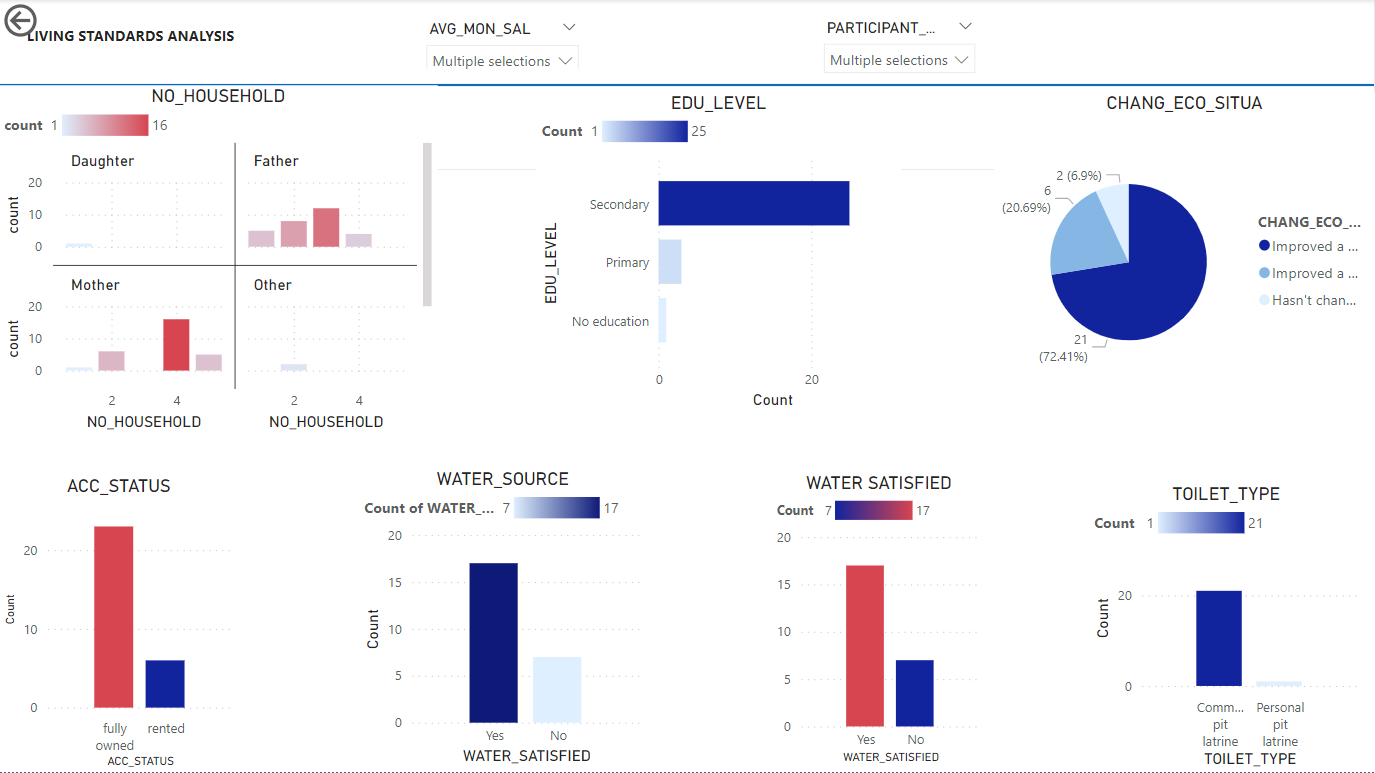 LIVING STANDARDS ANALYSIS
AVG_MON_SAL
Multiple selections
PARTICIPANT_...
Multiple selections
NO_HOUSEHOLD
count 1 16
Daughter
Father
20
10
0
count
Mother
Other
20
10
0
count
2 4
2 4
NO_HOUSEHOLD
NO_HOUSEHOLD
EDU_LEVEL
Count 1 25
EDU_LEVEL
Secondary
Primary
No education
0 20
Count
CHANG_ECO_SITUA
2 (6.9%)
6
(20.69%)
21
(72.41%)
CHANG_ECO_...
Improved a ...
Improved a ...
Hasn't chan...
ACC_STATUS
20
10
0
Count
fully
owned
rented
ACC_STATUS
WATER_SOURCE
Count of WATER_... 7 17
20
15
10
5
0
Count
Yes No
WATER_SATISFIED
WATER SATISFIED
Count 7 17
20
15
10
5
0
Count
Yes No
WATER_SATISFIED
TOILET_TYPE
Count 1 21
20
0
Count
Comm...
pit
latrine
Personal
pit
latrine
TOILET_TYPE